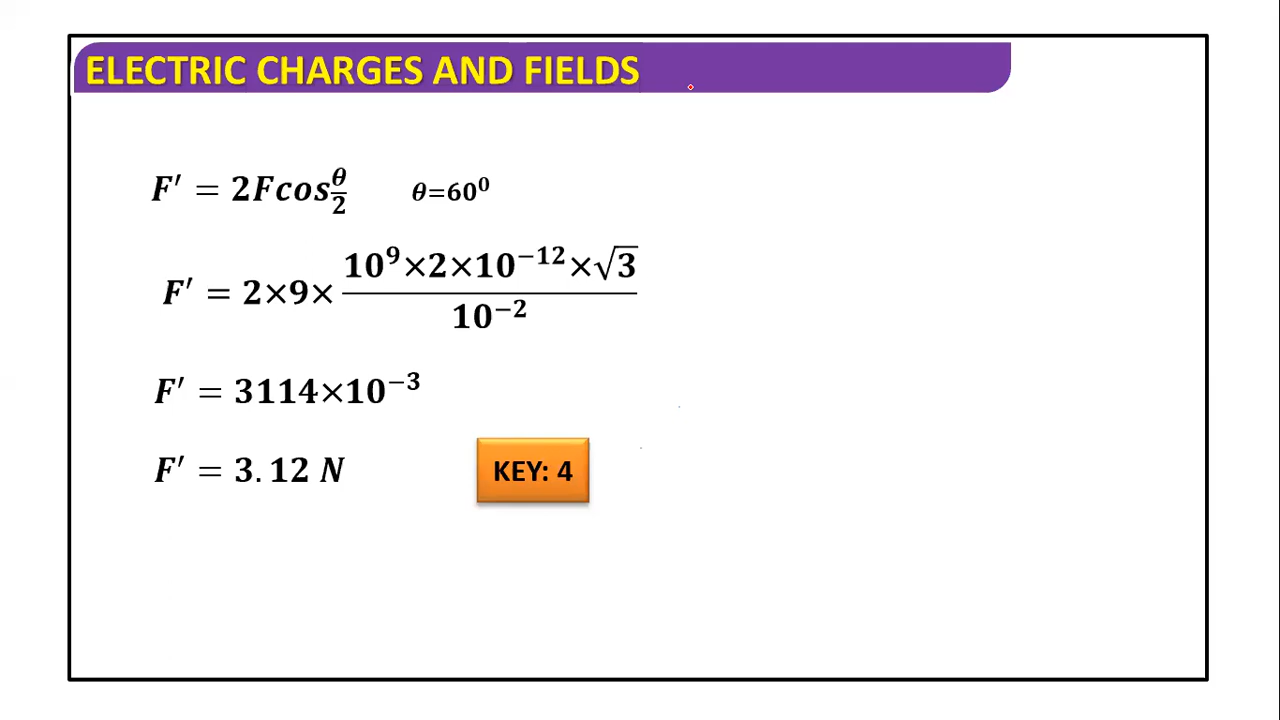 ELECTRIC CHARGES AND FIELDS
F′ = 2Fcos θ/2 θ=60⁰
F′ = 2×9× (10⁹×2×10⁻¹²×√3)/10⁻²
F′ = 3114×10⁻³
F′ = 3.12 N KEY: 4